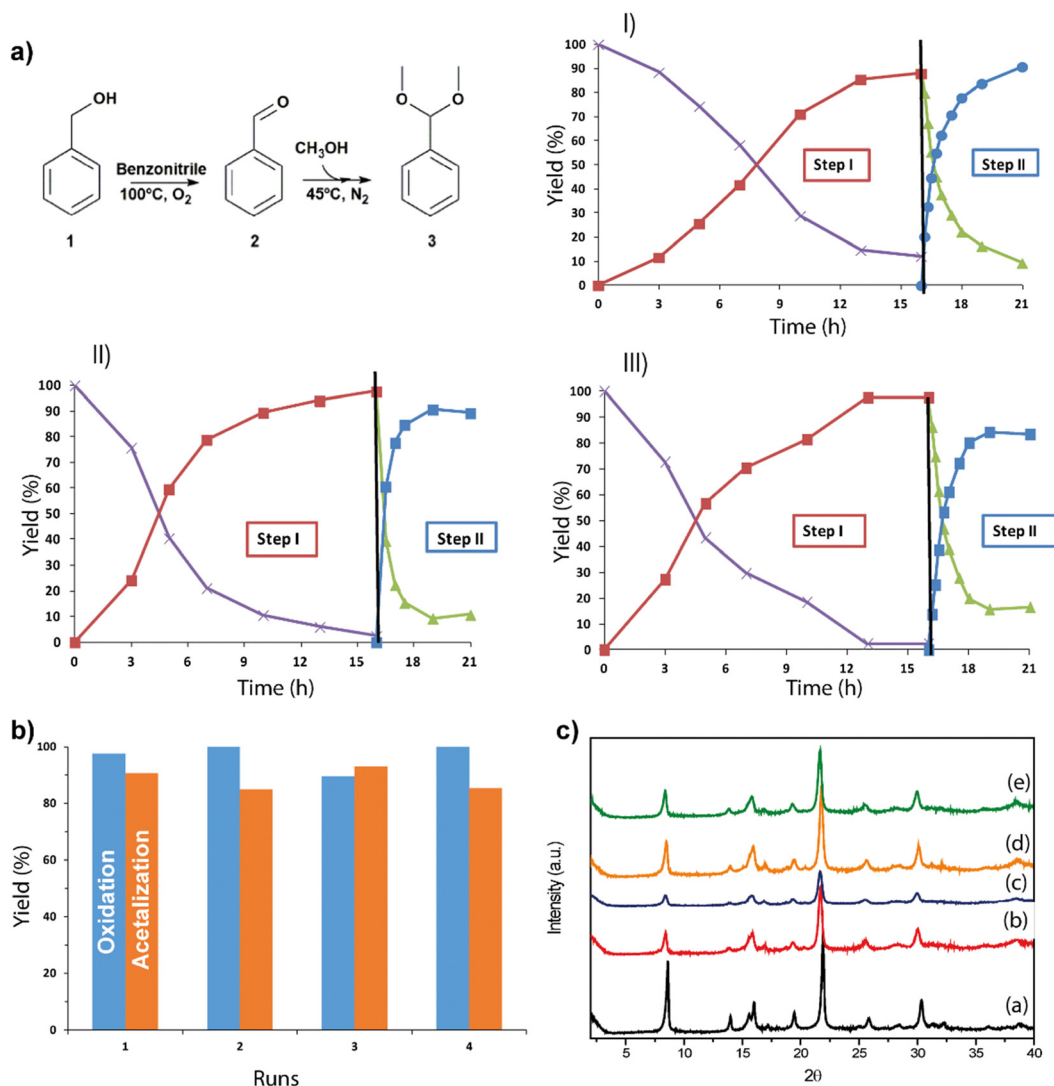 a)
OH
O
O
O
Benzonitrile
100ºC, O2
CH3OH
45ºC, N2
1
2
3
I)
Yield (%)
100
90
80
70
60
50
40
30
20
10
0
Step I
Step II
0 3 6 9 12 15 18 21
Time (h)
II)
Yield (%)
100
90
80
70
60
50
40
30
20
10
0
Step I
Step II
0 3 6 9 12 15 18 21
Time (h)
III)
Yield (%)
100
90
80
70
60
50
40
30
20
10
0
Step I
Step II
0 3 6 9 12 15 18 21
Time (h)
b)
Yield (%)
100
80
60
40
20
0
Oxidation
Acetalization
1 2 3 4
Runs
c)
Intensity (a.u.)
(e)
(d)
(c)
(b)
(a)
5 10 15 20 25 30 35 40
2θ